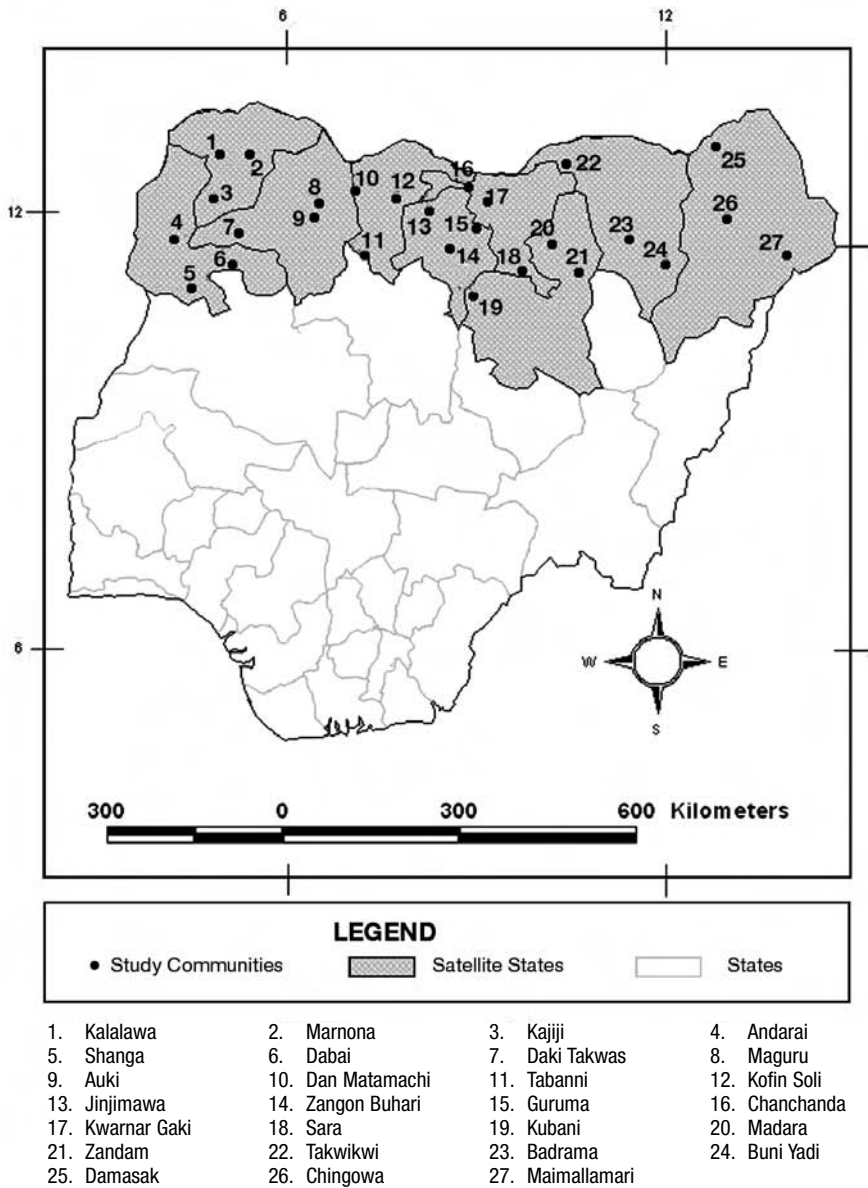 6 12
1 2 3 4 5 6 7 8 9 10 11 12 13 14 15 16 17 18 19 20 21 22 23 24 25 26 27
12
6
N
W E
S
300 0 300 600 Kilometers
LEGEND
Study Communities Satellite States States
1. Kalalawa 2. Marnona 3. Kajiji 4. Andarai
5. Shanga 6. Dabai 7. Daki Takwas 8. Maguru
9. Auki 10. Dan Matamachi 11. Tabanni 12. Kofin Soli
13. Jinjimawa 14. Zangon Buhari 15. Guruma 16. Chanchanda
17. Kwarnar Gaki 18. Sara 19. Kubani 20. Madara
21. Zandam 22. Takwikwi 23. Badrama 24. Buni Yadi
25. Damasak 26. Chingowa 27. Maimallamari